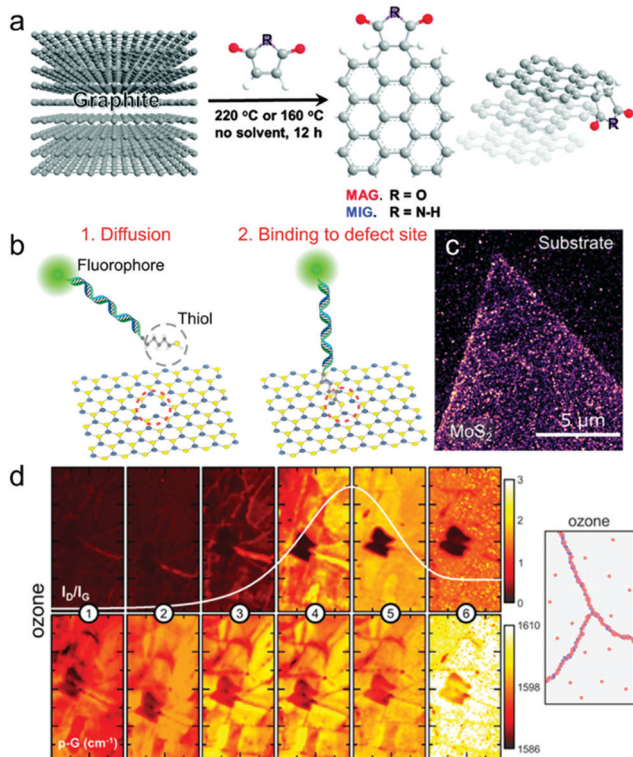 a
Graphite
R
O
220 °C or 160 °C
no solvent, 12 h
R
R
MAG. R = O
MIG. R = N-H
b
1. Diffusion
2. Binding to defect site
c
Fluorophore
Thiol
Substrate
MoS2
5 μm
d
ozone
ID/IG
1
2
3
4
5
6
3
2
1
0
p-G (cm-1)
1610
1598
1586
ozone